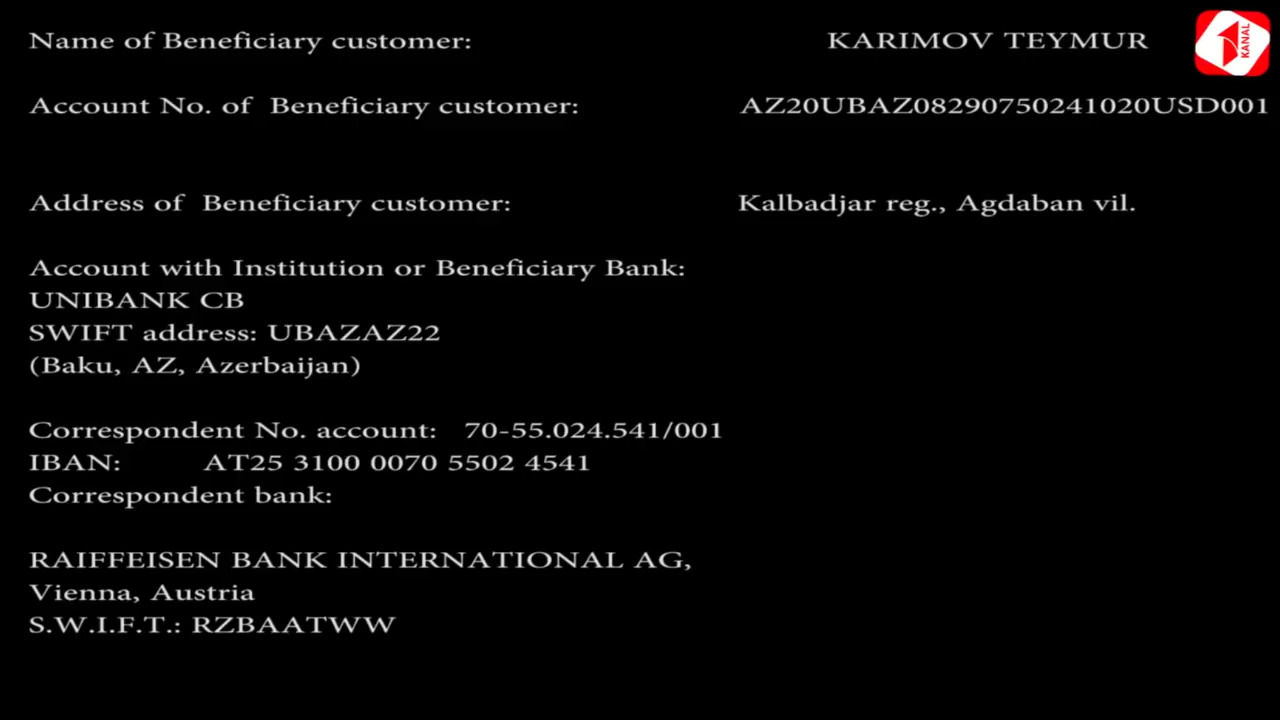 Name of Beneficiary customer: KARIMOV TEYMUR
KANAL
Account No. of Beneficiary customer: AZ20UBAZ08290750241020USD001
Address of Beneficiary customer: Kalbadjar reg., Agdaban vil.
Account with Institution or Beneficiary Bank:
UNIBANK CB
SWIFT address: UBAZAZ22
(Baku, AZ, Azerbaijan)
Correspondent No. account: 70-55.024.541/001
IBAN: AT25 3100 0070 5502 4541
Correspondent bank:
RAIFFEISEN BANK INTERNATIONAL AG,
Vienna, Austria
S.W.I.F.T.: RZBAATWW